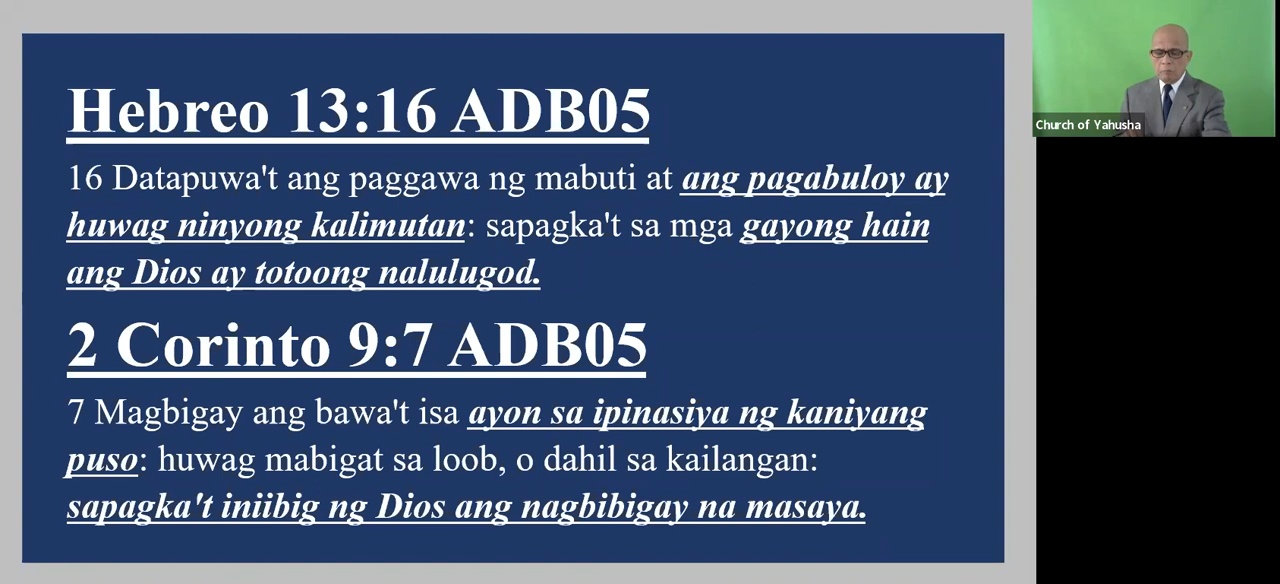 Hebreo 13:16 ADB05
16 Datapuwa't ang paggawa ng mabuti at ang pagabuloy ay
huwag ninyong kalimutan: sapagka't sa mga gayong hain
ang Dios ay totoong nalulugod.
2 Corinto 9:7 ADB05
7 Magbigay ang bawa't isa ayon sa ipinasiya ng kaniyang
puso: huwag mabigat sa loob, o dahil sa kailangan:
sapagka't iniibig ng Dios ang nagbibigay na masaya.
Church of Yahusha